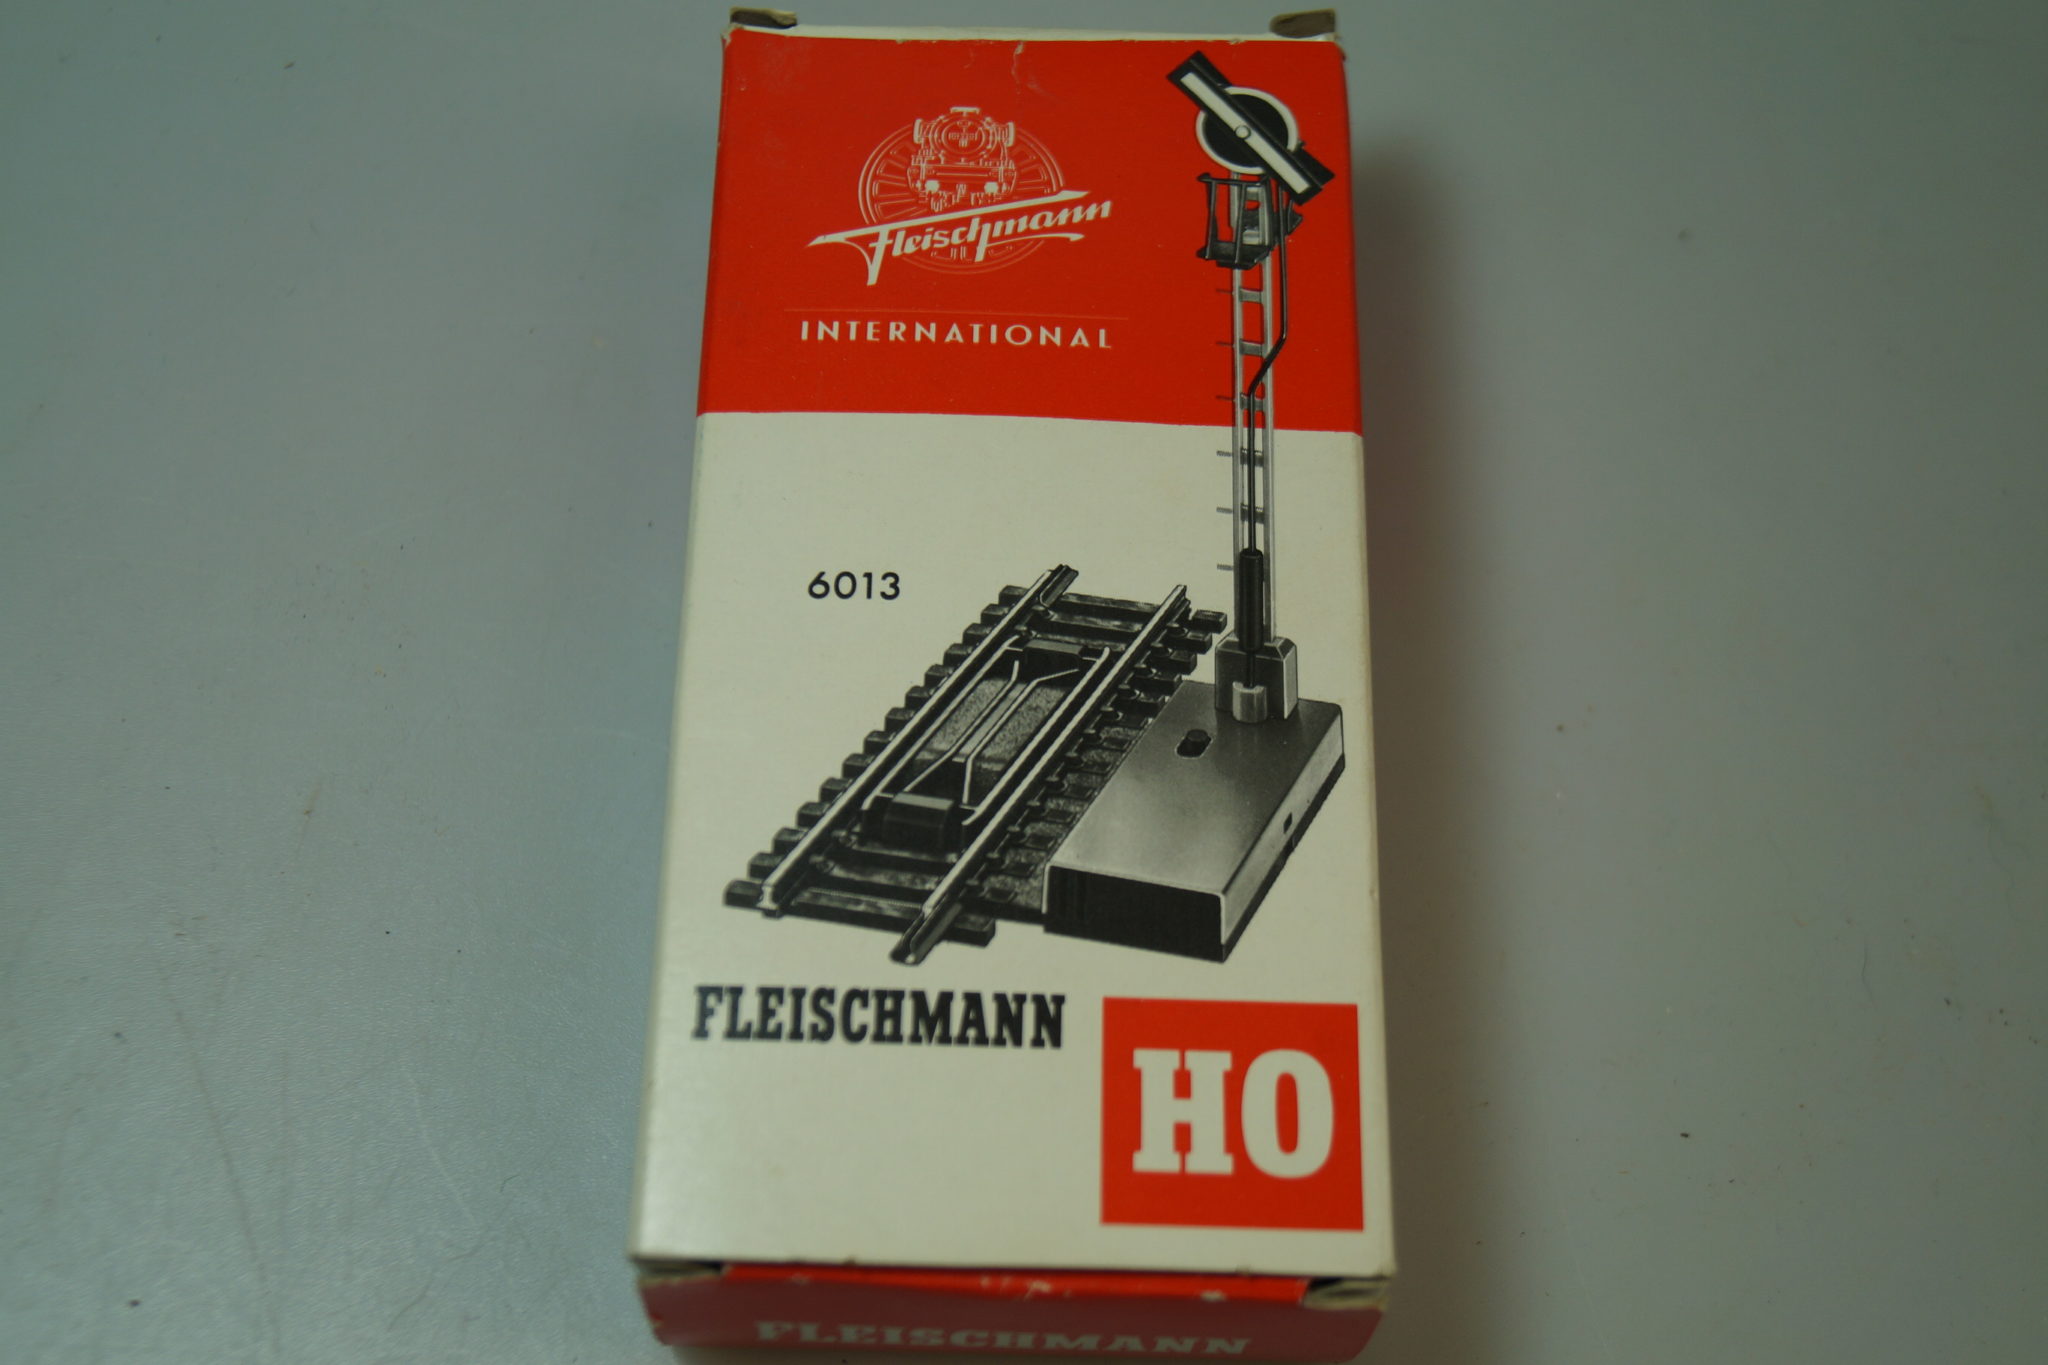 Fleischmann
INTERNATIONAL
6013
FLEISCHMANN
HO
FLEISCHMANN